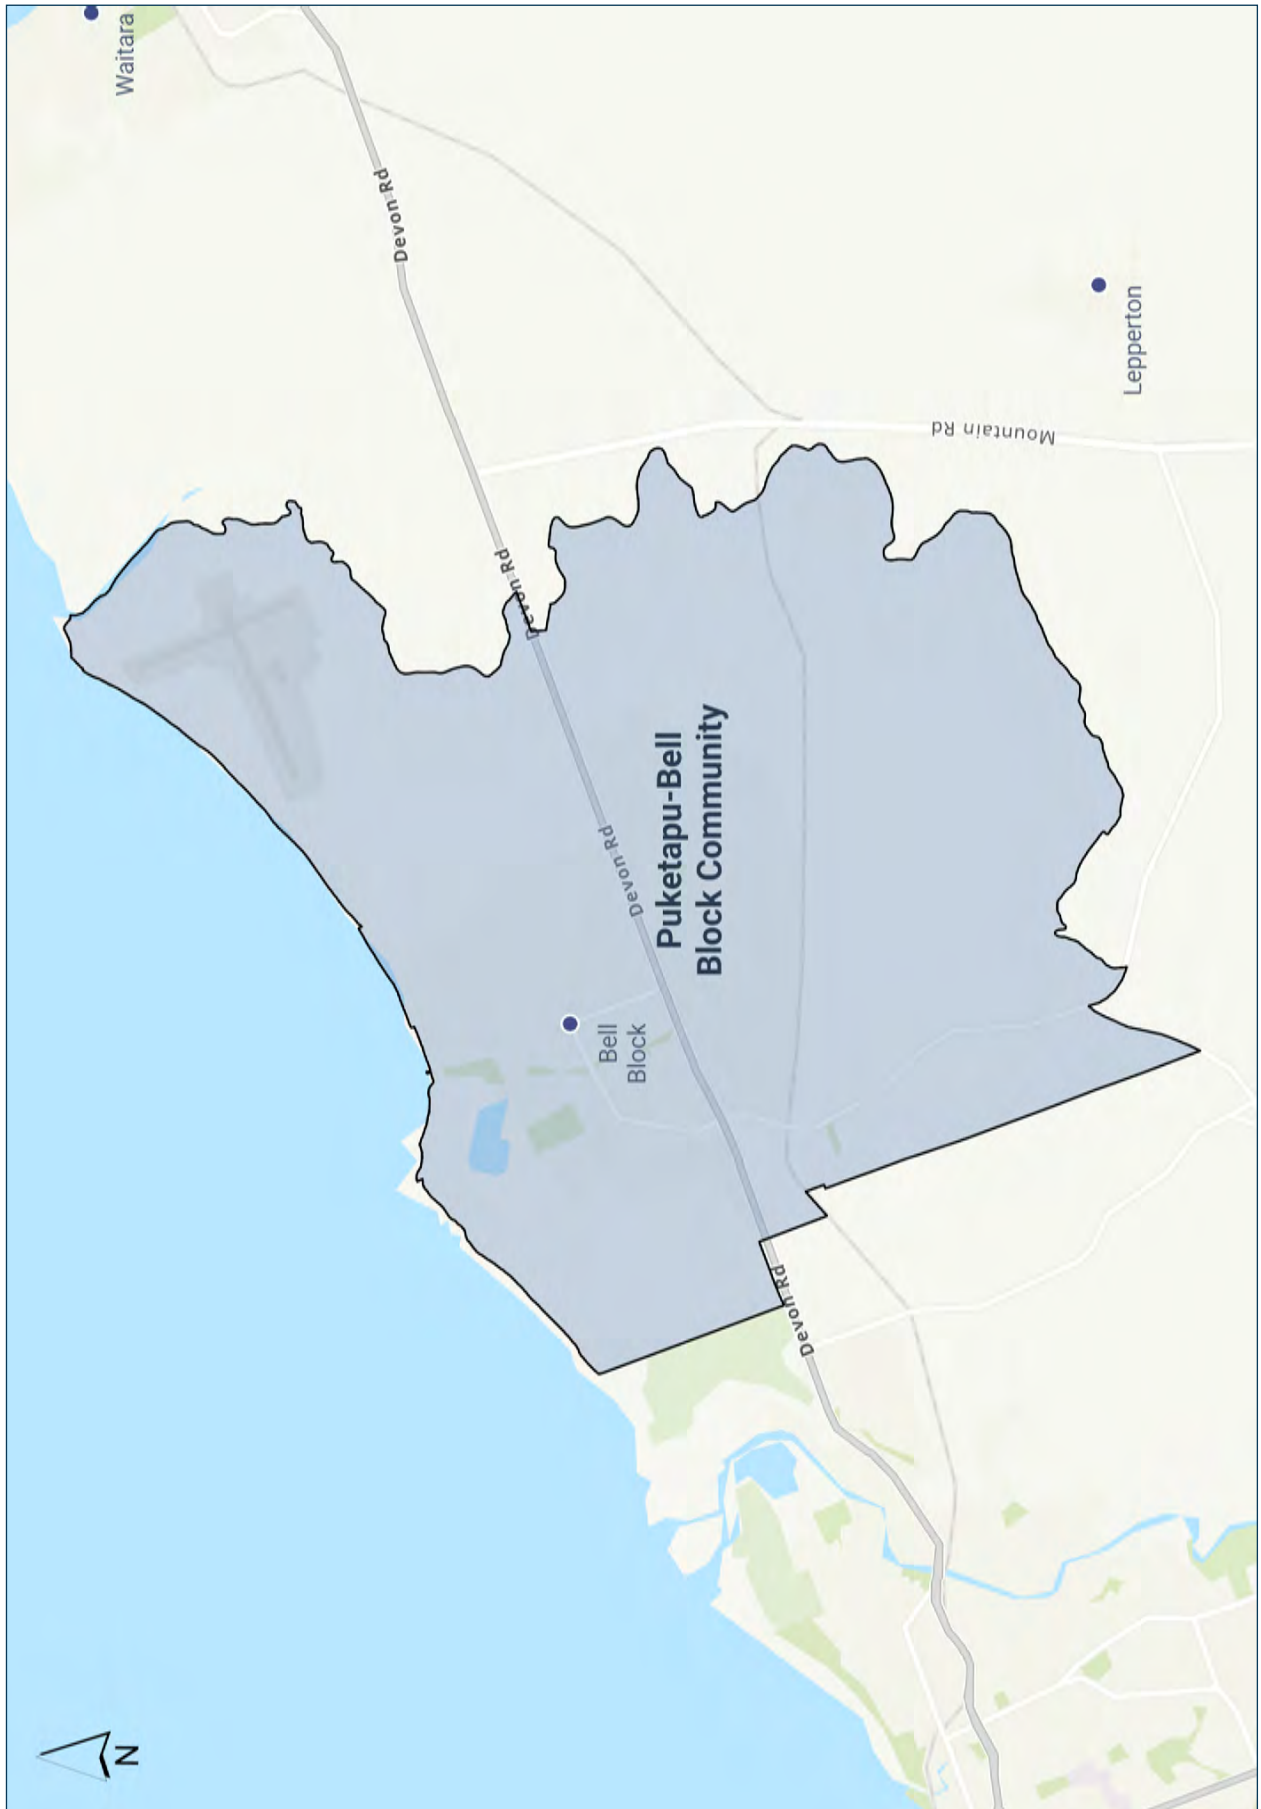 Waitara
Devon Rd
Lepperton
Mountain Rd
Devon Rd
Devon Rd
Puketapu-Bell
Block Community
Bell
Block
Devon Rd
N